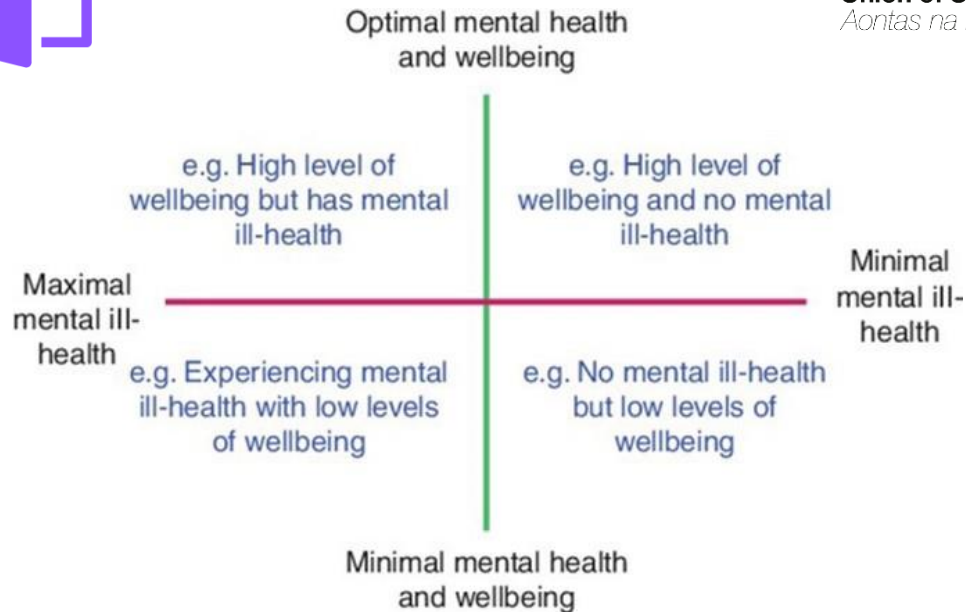 Aontas na
Optimal mental health
and wellbeing
e.g. High level of
wellbeing but has mental
ill-health
e.g. High level of
wellbeing and no mental
ill-health
Maximal
mental ill-
health
Minimal
mental ill-
health
e.g. Experiencing mental
ill-health with low levels
of wellbeing
e.g. No mental ill-health
but low levels of
wellbeing
Minimal mental health
and wellbeing